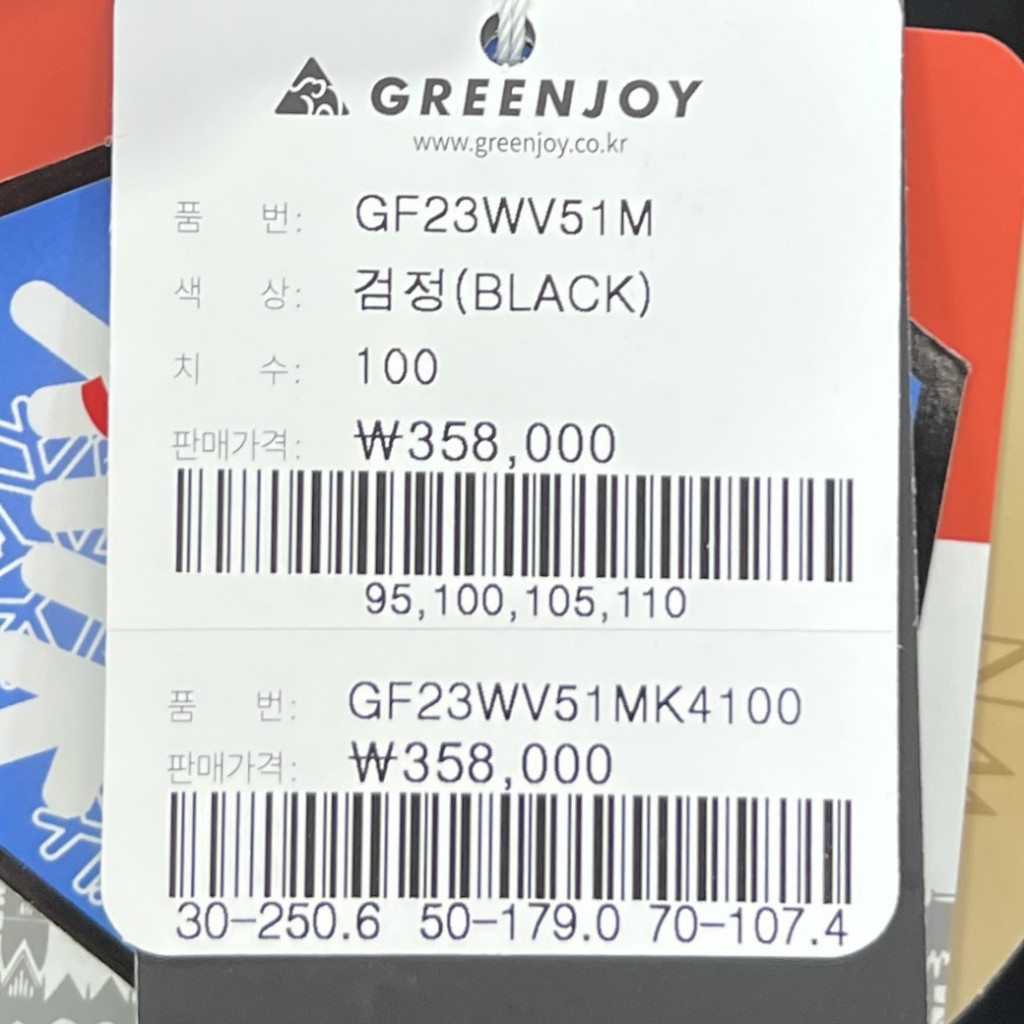 GREENJOY
www.greenjoy.co.kr
품 번: GF23WV51M
색 상: 검정(BLACK)
치 수: 100
판매가격: ₩358,000
95,100,105,110
품 번: GF23WV51MK4100
판매가격: ₩358,000
30-250.6 50-179.0 70-107.4